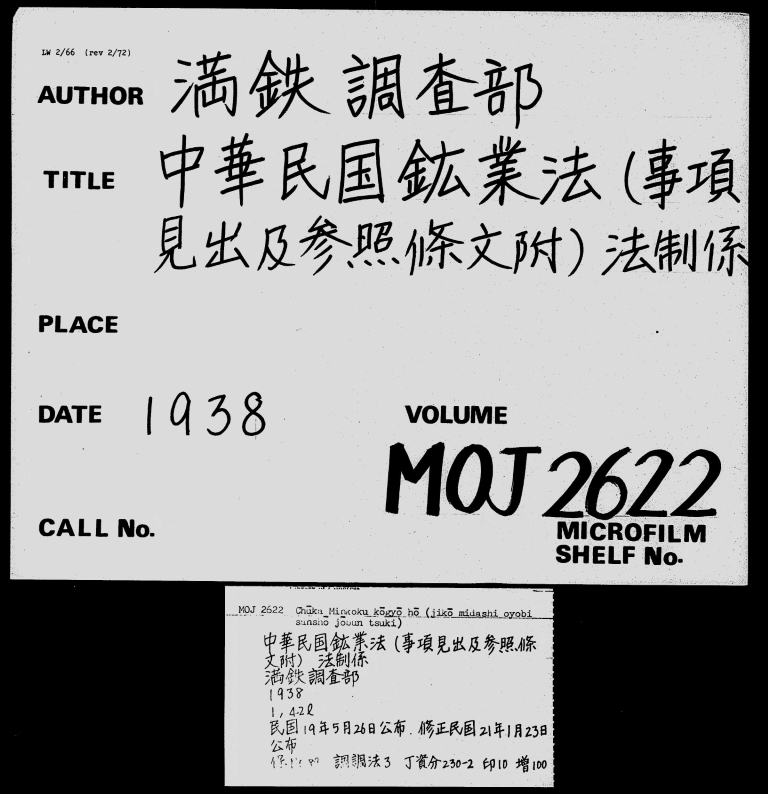 LW 2/66 (rev 2/72)
AUTHOR 満鉄調査部
TITLE 中華民国鉱業法(事項
見出及参照條文附)法制係
PLACE
DATE 1938
VOLUME
MOJ 2622
CALL No.
MICROFILM
SHELF No.
MOJ 2622 Chūka Minkoku kōgyō hō (jikō midashi oyobi
sanshō jōbun tsuki)
中華民国鉱業法(事項見出及参照條
文附) 法制係
満鉄調査部
1938
1, 42l
民国19年5月26日公布. 修正民国21年1月23日
公布
調調法3 丁資分230-2 印10 増100